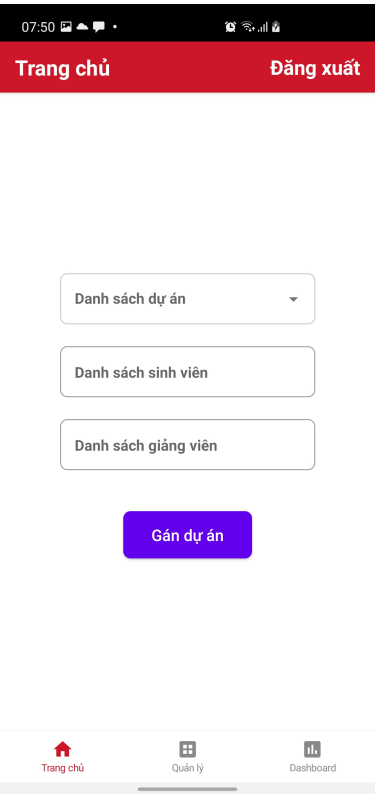 07:50
Trang chủ Đăng xuất
Danh sách dự án
Danh sách sinh viên
Danh sách giảng viên
Gán dự án
Trang chủ Quản lý Dashboard